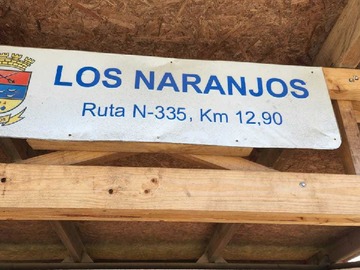 LOS NARANJOS
Ruta N-335, Km 12,90